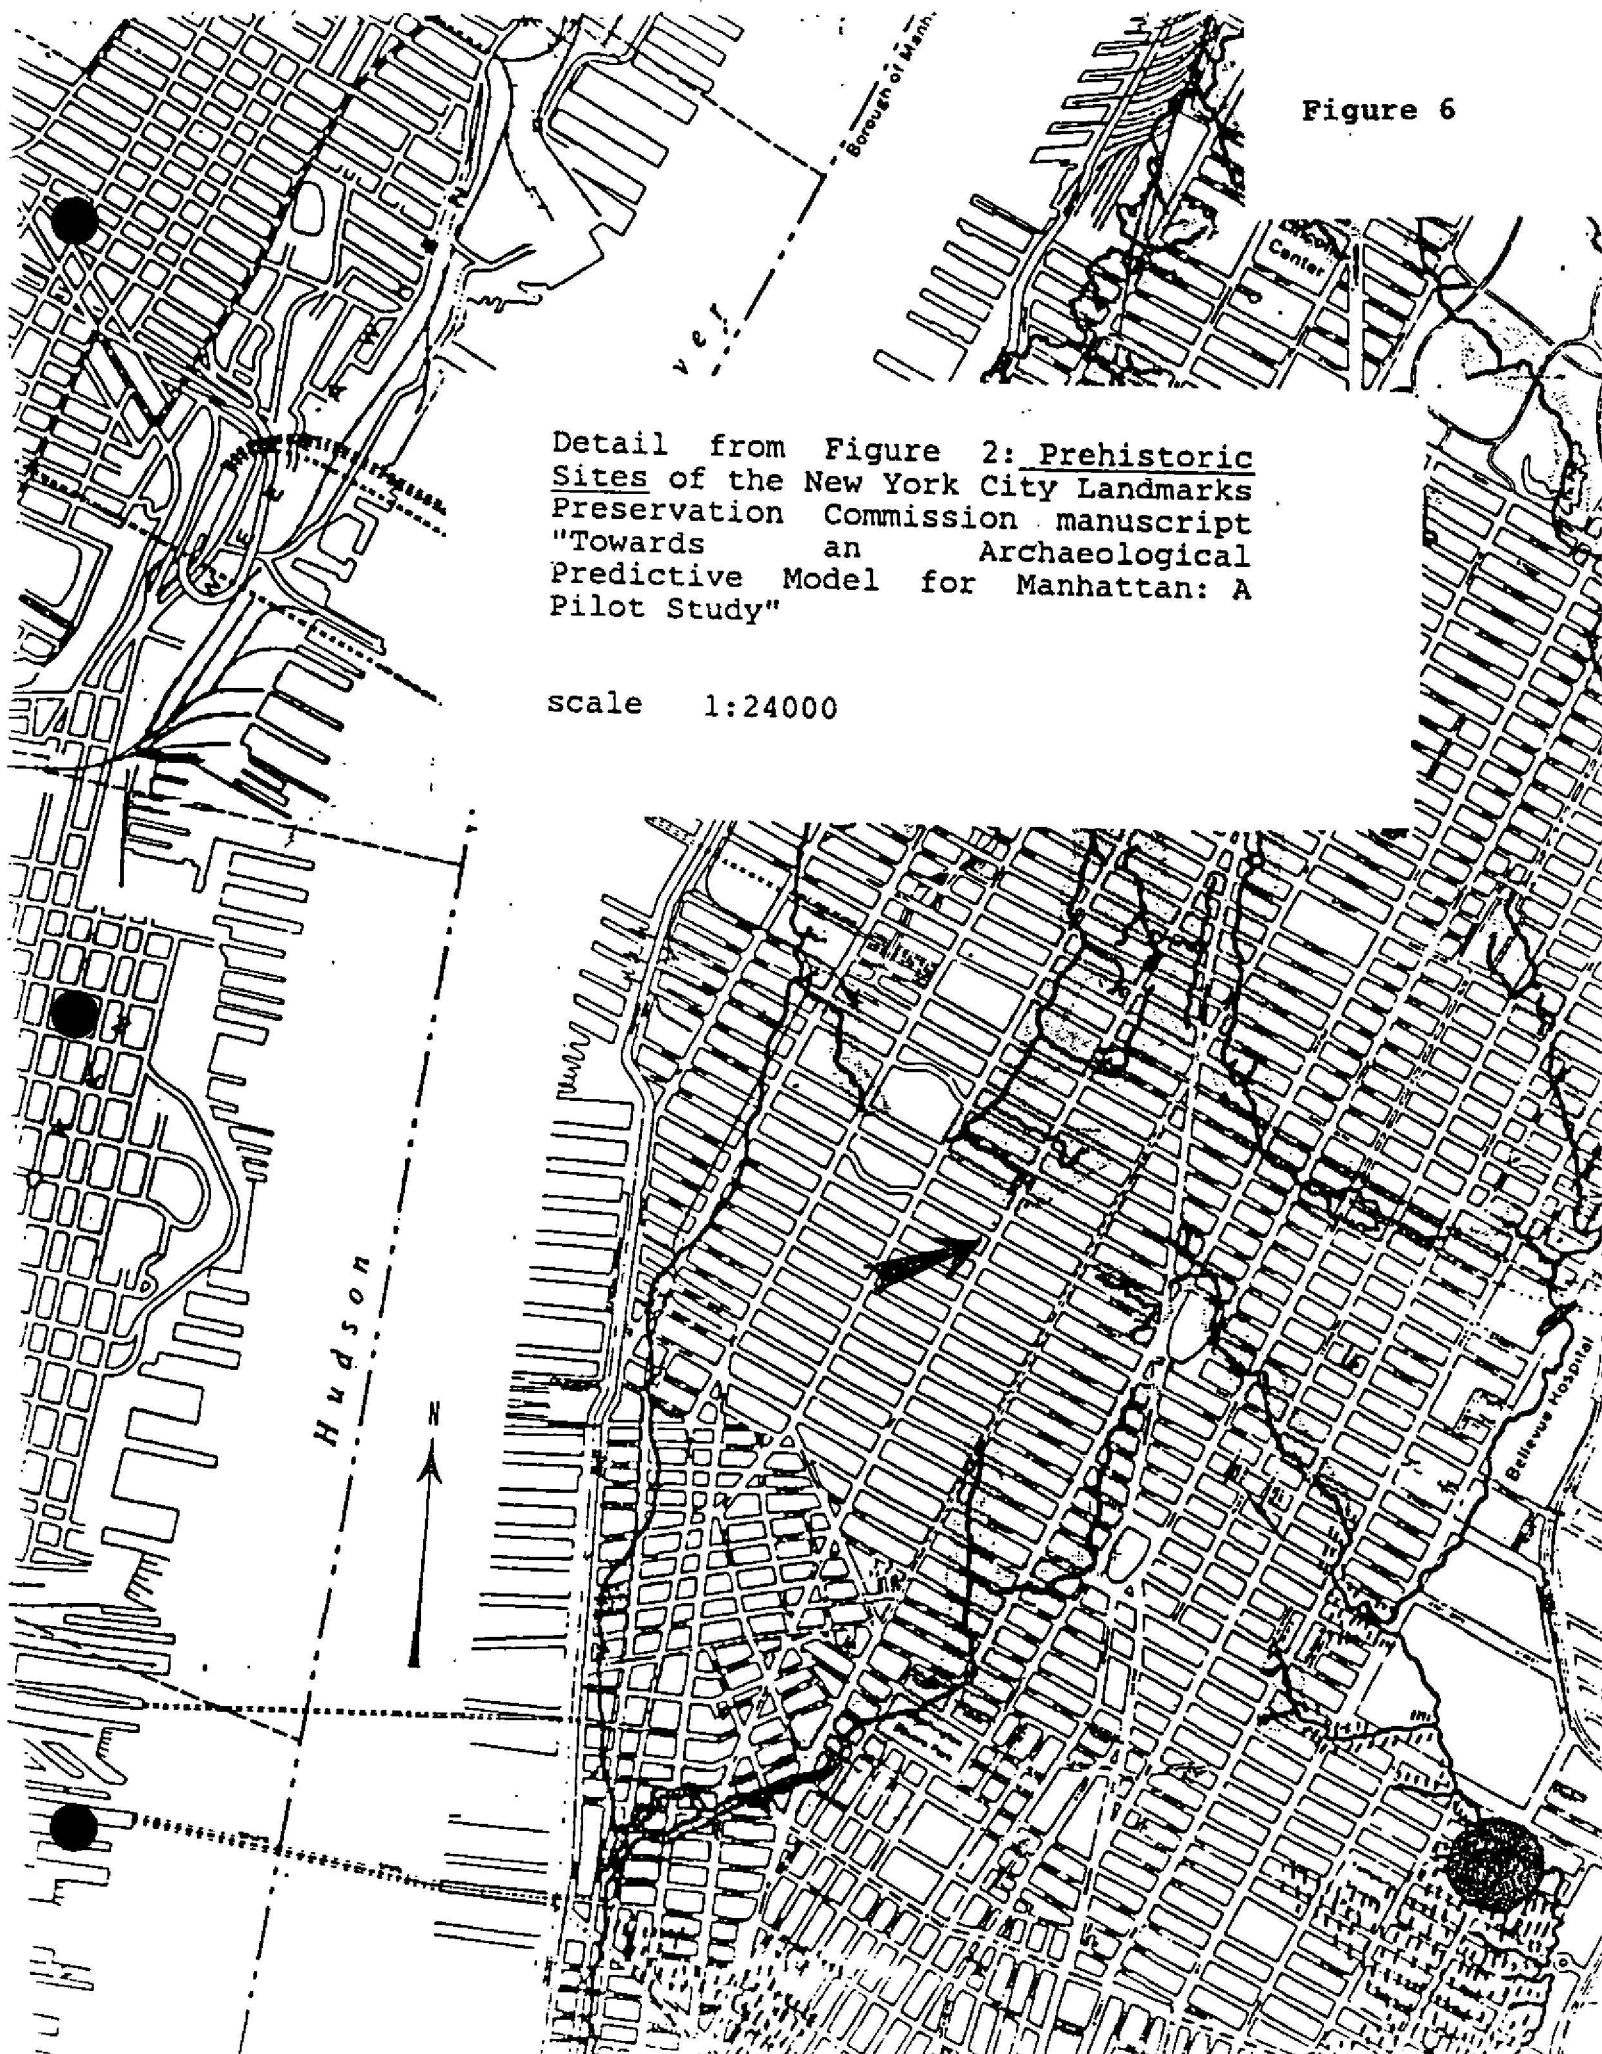 Figure 6
Borough of Manh.
Lincoln
Center
ver
Detail from Figure 2: Prehistoric
Sites of the New York City Landmarks
Preservation Commission manuscript
"Towards an Archaeological
Predictive Model for Manhattan: A
Pilot Study"
scale 1:24000
Hudson
N
Bellevue Hospital